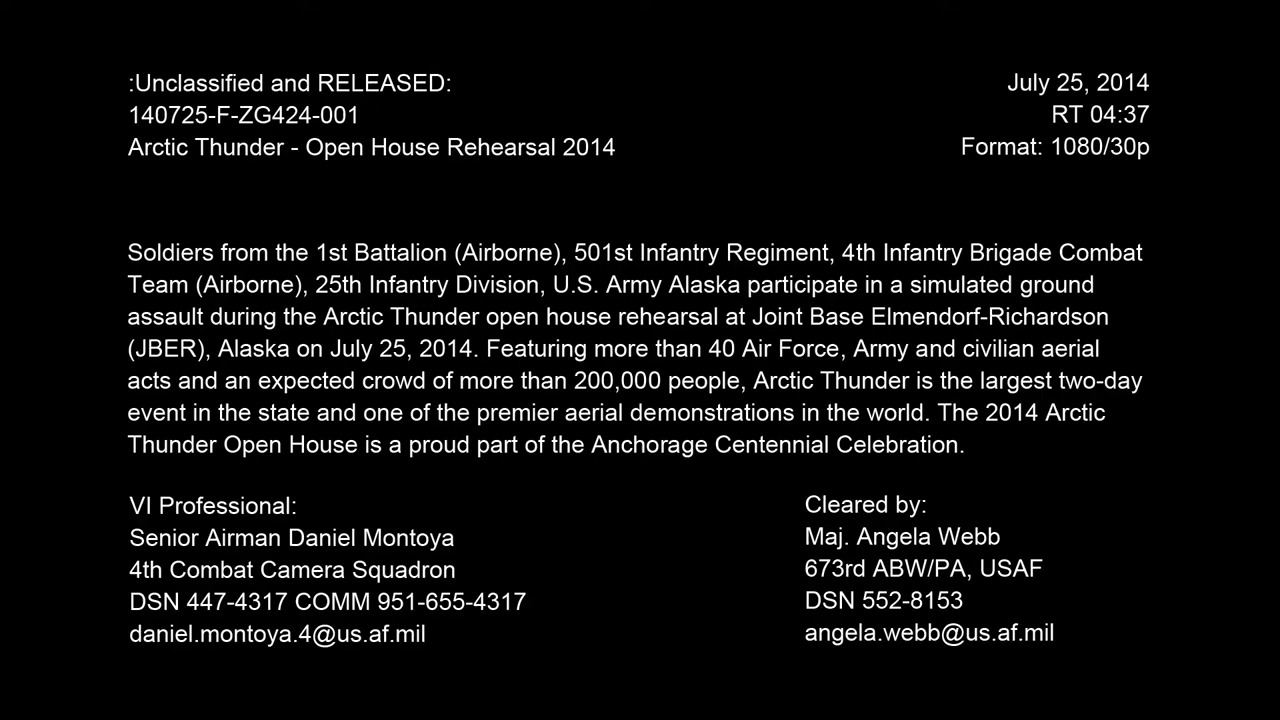 :Unclassified and RELEASED:
140725-F-ZG424-001
Arctic Thunder - Open House Rehearsal 2014
July 25, 2014
RT 04:37
Format: 1080/30p
Soldiers from the 1st Battalion (Airborne), 501st Infantry Regiment, 4th Infantry Brigade Combat
Team (Airborne), 25th Infantry Division, U.S. Army Alaska participate in a simulated ground
assault during the Arctic Thunder open house rehearsal at Joint Base Elmendorf-Richardson
(JBER), Alaska on July 25, 2014. Featuring more than 40 Air Force, Army and civilian aerial
acts and an expected crowd of more than 200,000 people, Arctic Thunder is the largest two-day
event in the state and one of the premier aerial demonstrations in the world. The 2014 Arctic
Thunder Open House is a proud part of the Anchorage Centennial Celebration.
VI Professional:
Senior Airman Daniel Montoya
4th Combat Camera Squadron
DSN 447-4317 COMM 951-655-4317
daniel.montoya.4@us.af.mil
Cleared by:
Maj. Angela Webb
673rd ABW/PA, USAF
DSN 552-8153
angela.webb@us.af.mil